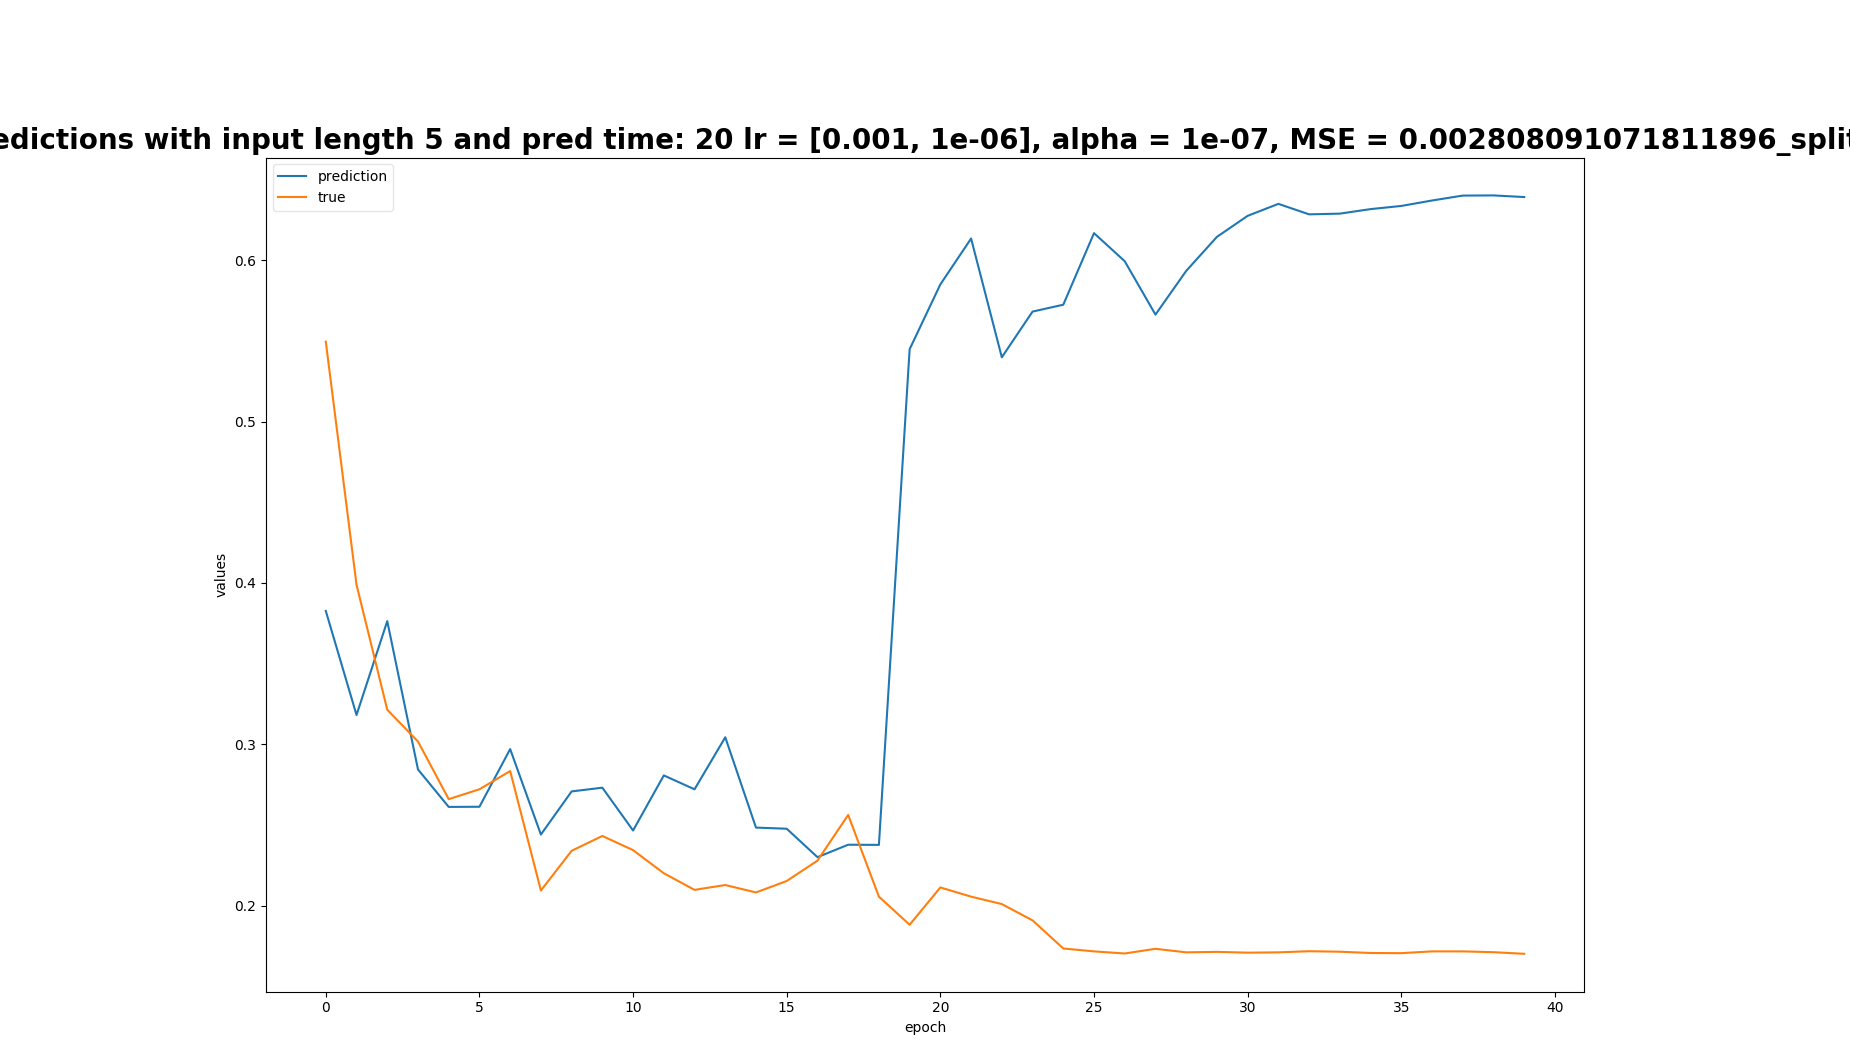 edictions with input length 5 and pred time: 20 lr = [0.001, 1e-06], alpha = 1e-07, MSE = 0.002808091071811896_split
prediction
true
0.6
0.5
0.4
0.3
0.2
values
0 5 10 15 20 25 30 35 40
epoch